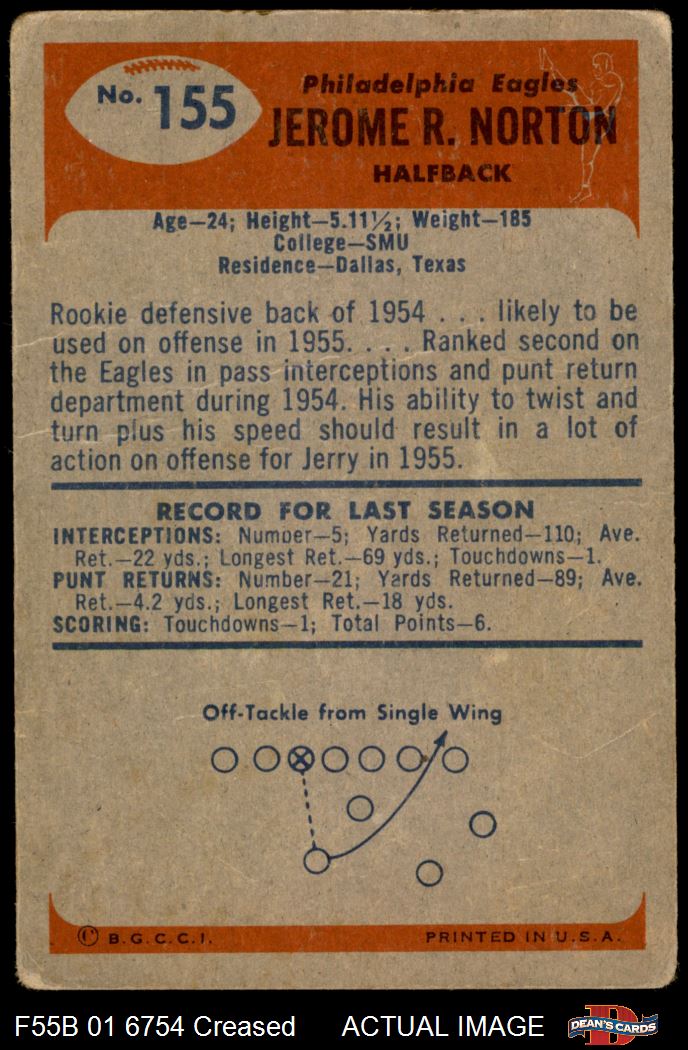 No. 155
Philadelphia Eagles
JEROME R. NORTON
HALFBACK
Age—24; Height—5.11½; Weight—185
College—SMU
Residence—Dallas, Texas
Rookie defensive back of 1954 . . . likely to be
used on offense in 1955. . . . Ranked second on
the Eagles in pass interceptions and punt return
department during 1954. His ability to twist and
turn plus his speed should result in a lot of
action on offense for Jerry in 1955.
RECORD FOR LAST SEASON
INTERCEPTIONS: Number—5; Yards Returned—110; Ave.
Ret.—22 yds.; Longest Ret.—69 yds.; Touchdowns—1.
PUNT RETURNS: Number—21; Yards Returned—89; Ave.
Ret.—4.2 yds.; Longest Ret.—18 yds.
SCORING: Touchdowns—1; Total Points—6.
Off-Tackle from Single Wing
© B.G.C.C.I. PRINTED IN U.S.A.
F55B 01 6754 Creased ACTUAL IMAGE
D
DEAN'S CARDS